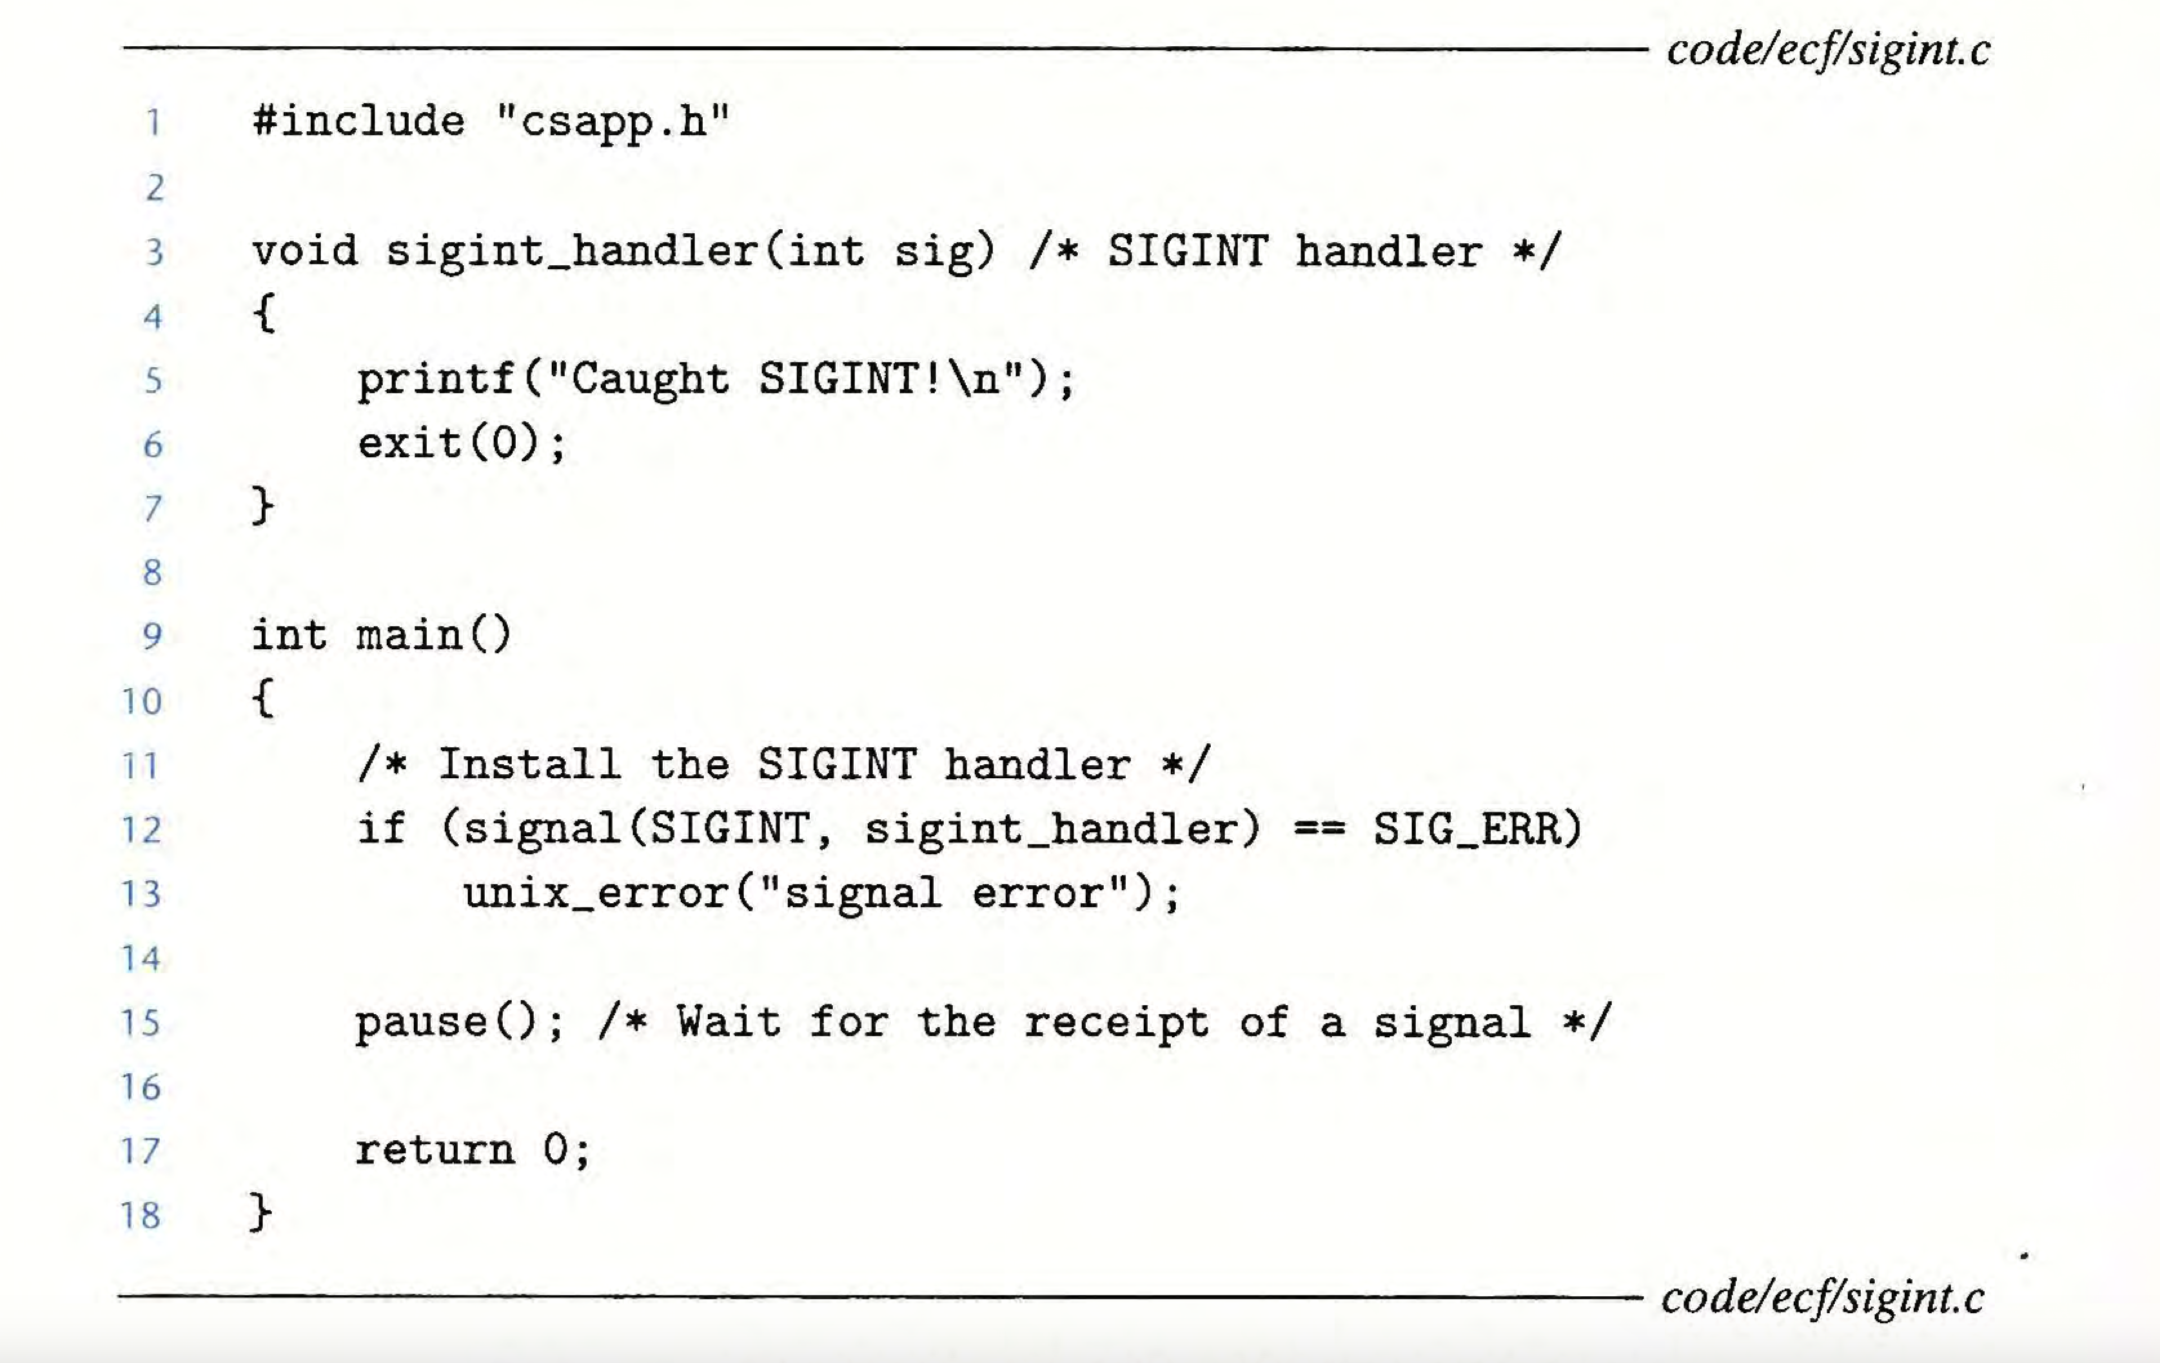 code/ecf/sigint.c
1 #include "csapp.h"
2
3 void sigint_handler(int sig) /* SIGINT handler */
4 {
5     printf("Caught SIGINT!\n");
6     exit(0);
7 }
8
9 int main()
10 {
11     /* Install the SIGINT handler */
12     if (signal(SIGINT, sigint_handler) == SIG_ERR)
13         unix_error("signal error");
14
15     pause(); /* Wait for the receipt of a signal */
16
17     return 0;
18 }
code/ecf/sigint.c